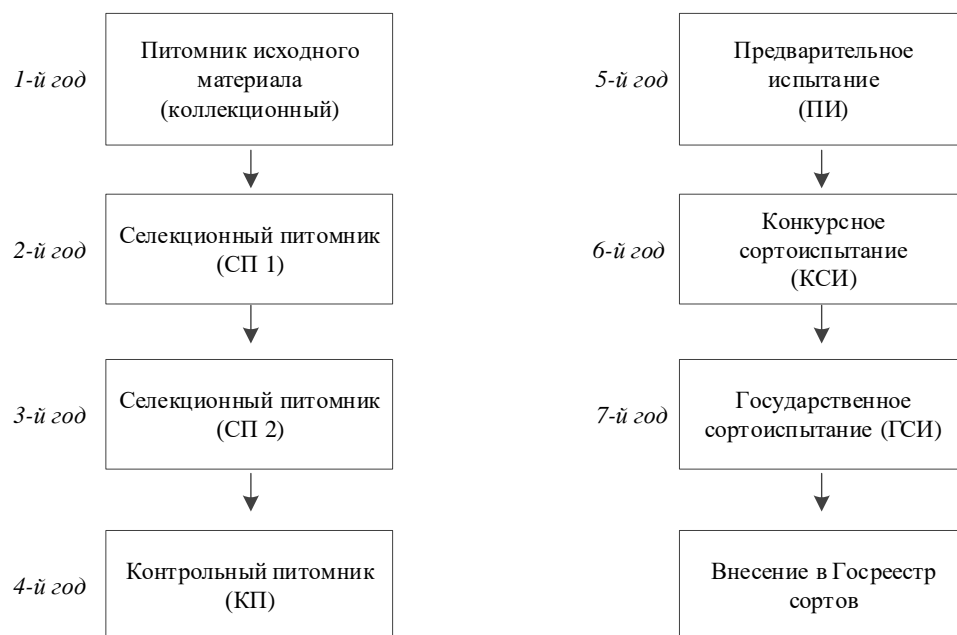 1-й год
Питомник исходного
материала
(коллекционный)
2-й год
Селекционный питомник
(СП 1)
3-й год
Селекционный питомник
(СП 2)
4-й год
Контрольный питомник
(КП)
5-й год
Предварительное
испытание
(ПИ)
6-й год
Конкурсное
сортоиспытание
(КСИ)
7-й год
Государственное
сортоиспытание (ГСИ)
Внесение в Госреестр
сортов